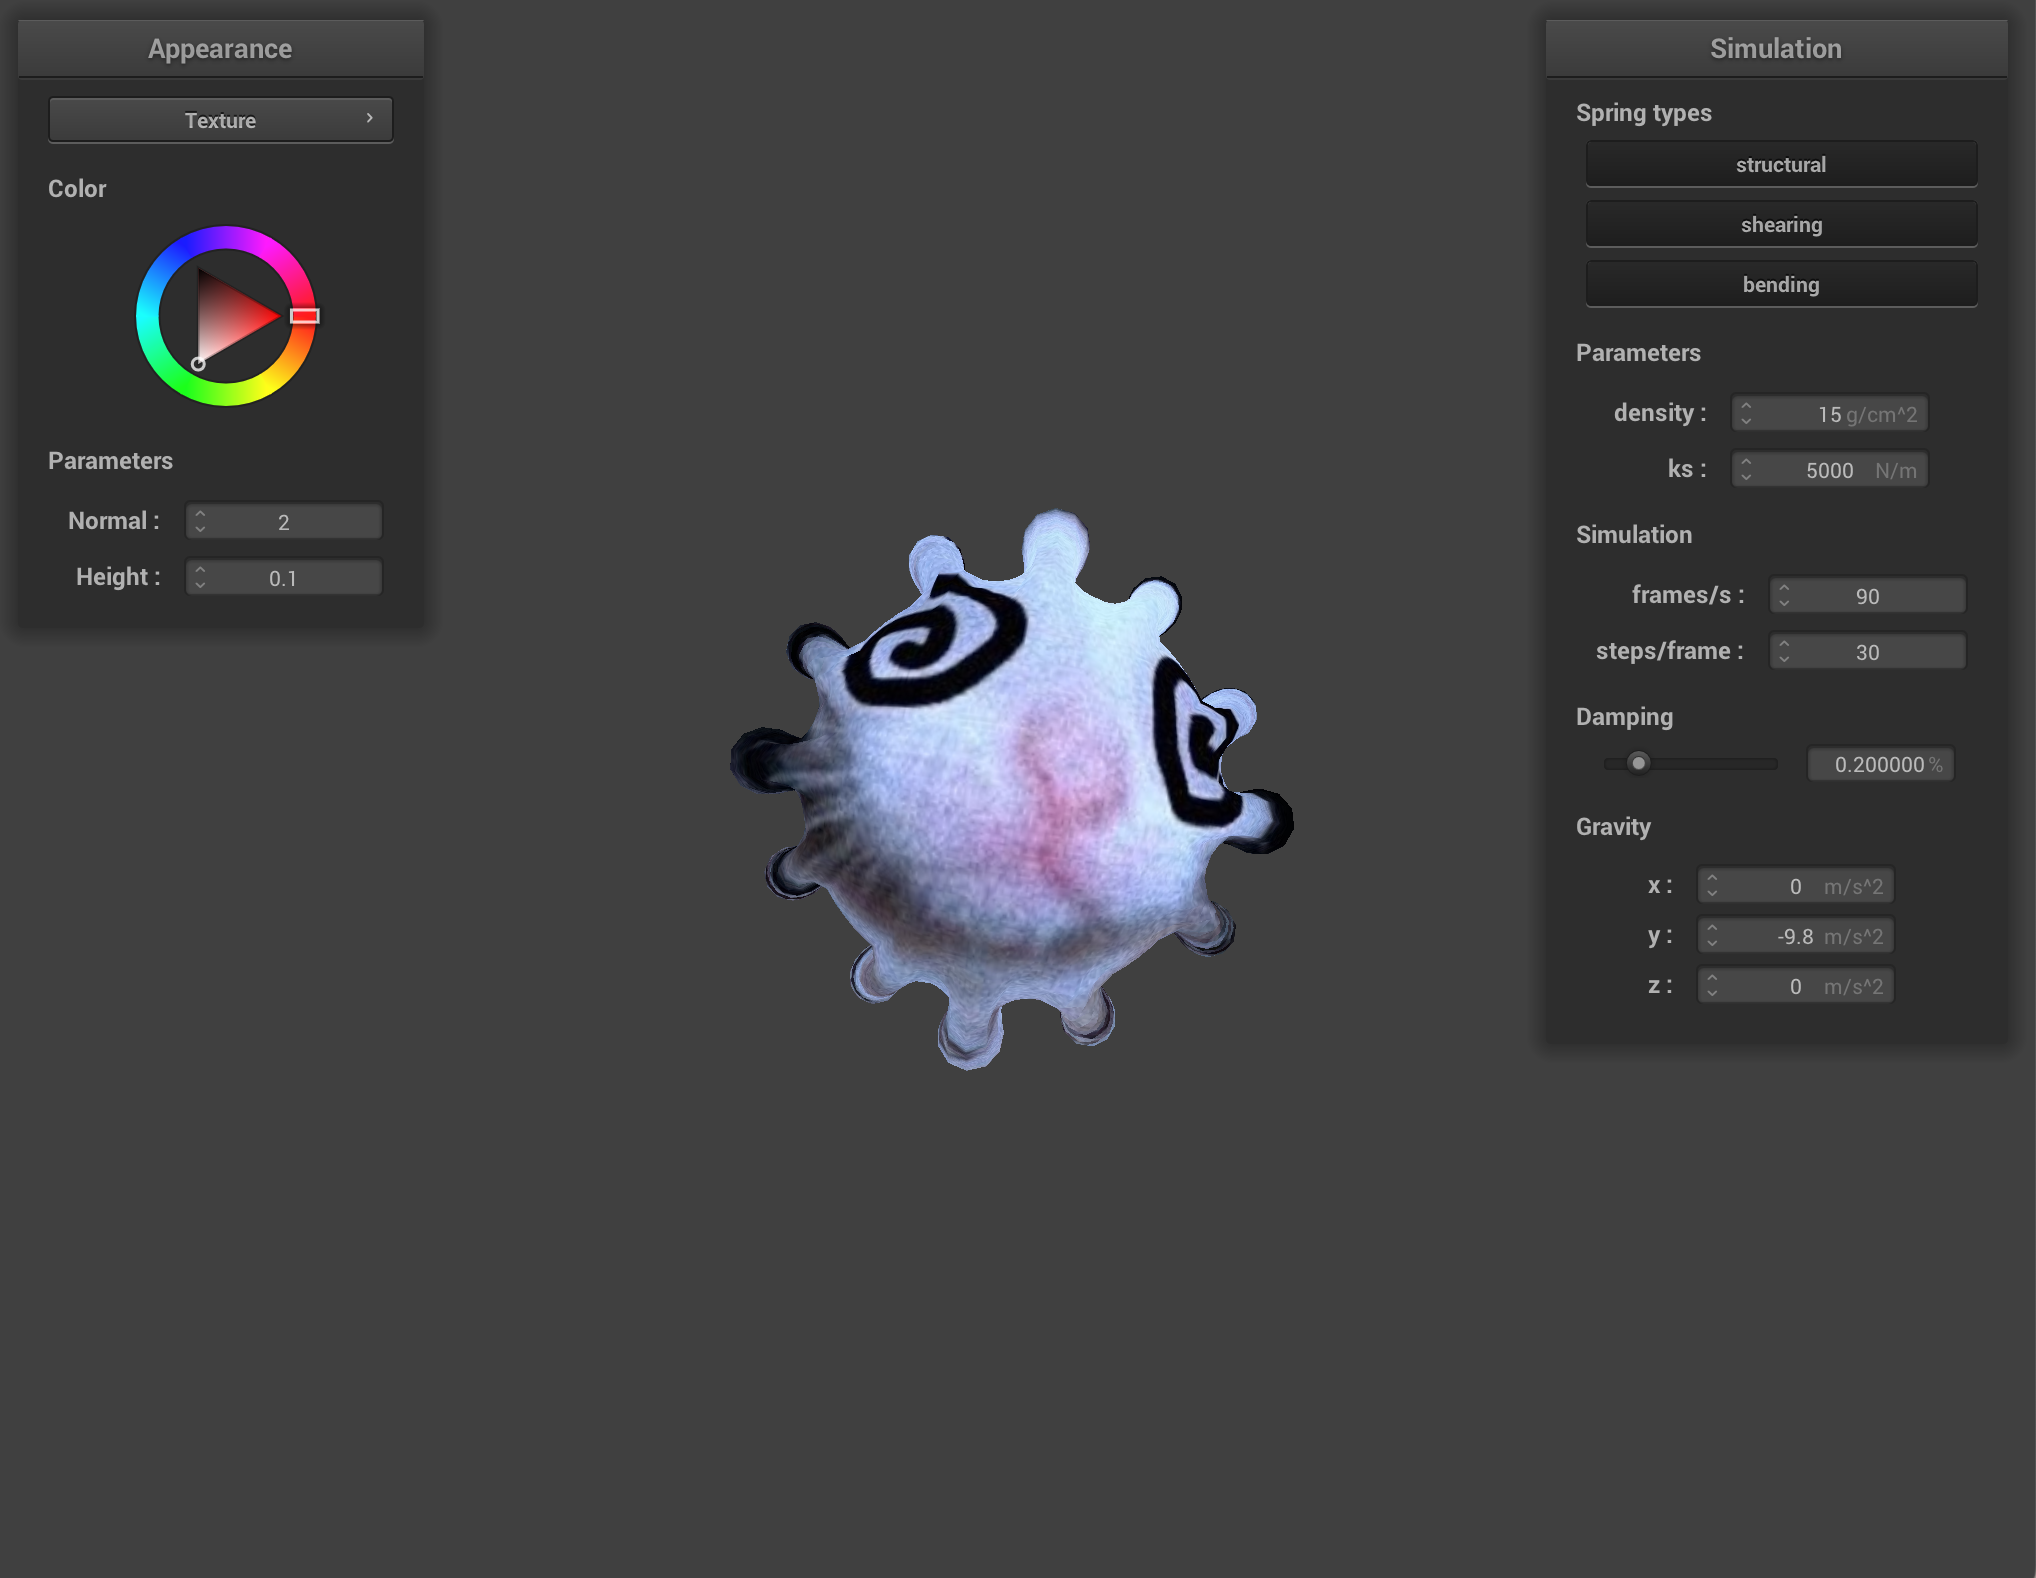 Appearance
Texture
Color
Parameters
Normal : 2
Height : 0.1
Simulation
Spring types
structural
shearing
bending
Parameters
density : 15 g/cm^2
ks : 5000 N/m
Simulation
frames/s : 90
steps/frame : 30
Damping
0.200000 %
Gravity
x : 0 m/s^2
y : -9.8 m/s^2
z : 0 m/s^2